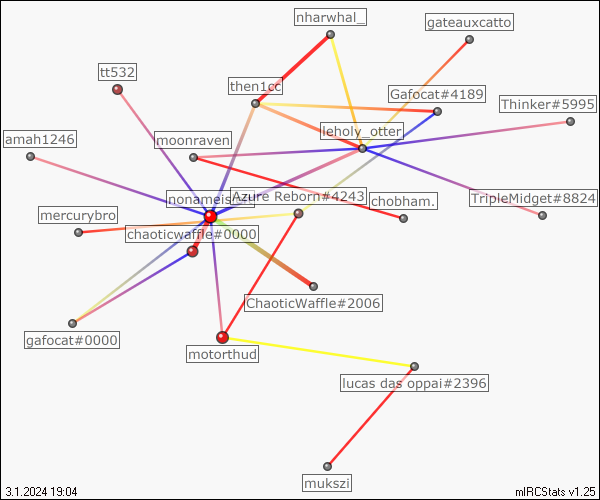 nharwhal_
gateauxcatto
tt532
then1cc
Gafocat#4189
Thinker#5995
leholy_otter
amah1246
moonraven
Azure Reborn#4243
chobham.
TripleMidget#8824
mercurybro
chaoticwaffle#0000
ChaoticWaffle#2006
gafocat#0000
motorthud
lucas das oppai#2396
mukszi
3.1.2024 19:04
mIRCStats v1.25